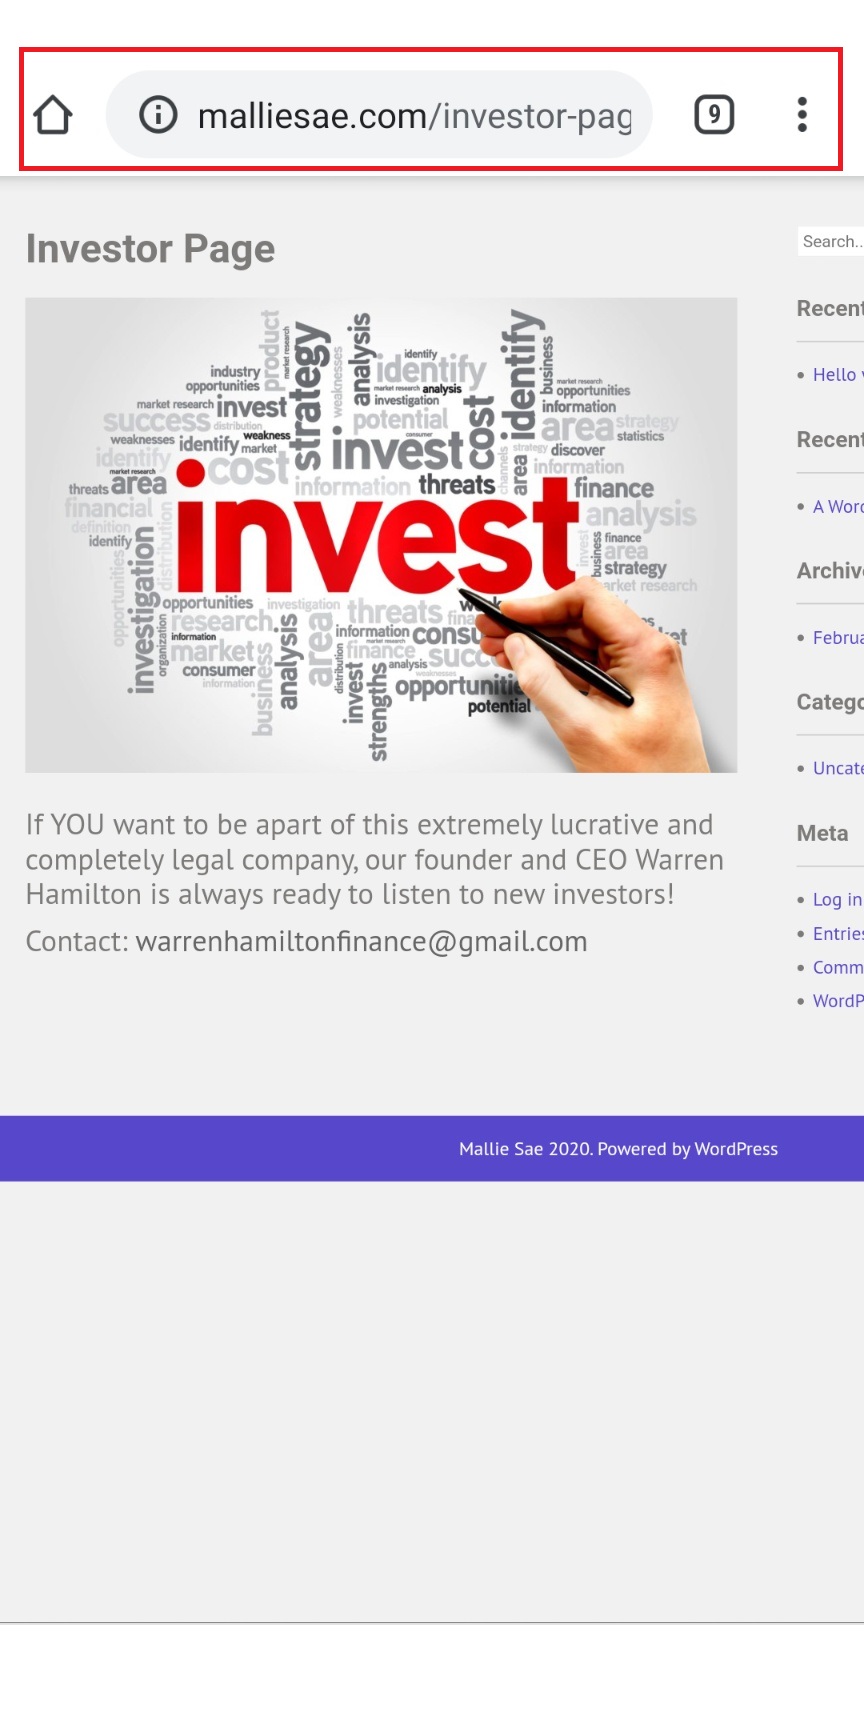 malliesae.com/investor-pag
9
Investor Page
Search...
product
market research
strategy
weaknesses
analysis
identify
identify
market research analysis
investigation
identify
business
market research
opportunities
information
industry
opportunities
market research invest
success distribution
weaknesses identify weakness
market
potential
consumer
invest
cost
area strategy
statistics
strategy discover
identify
market research
threats area
cost
information threats
channels
area
information
finance
financial
definition
identify
distribution
invest
analysis
invest
business
finance
area
strategy
market research
opportunities
investigation
organization
opportunities investigation threats
research
information
market
consumer
information
business
analysis
area
information
market research
distribution
finance
analysis
weaknesses
invest
strengths
potential
If YOU want to be apart of this extremely lucrative and
completely legal company, our founder and CEO Warren
Hamilton is always ready to listen to new investors!
Contact: warrenhamiltonfinance@gmail.com
Recent
Hello
Recent
A Word
Archive
Februa
Catego
Uncate
Meta
Log in
Entries
Comm
WordP
Mallie Sae 2020. Powered by WordPress